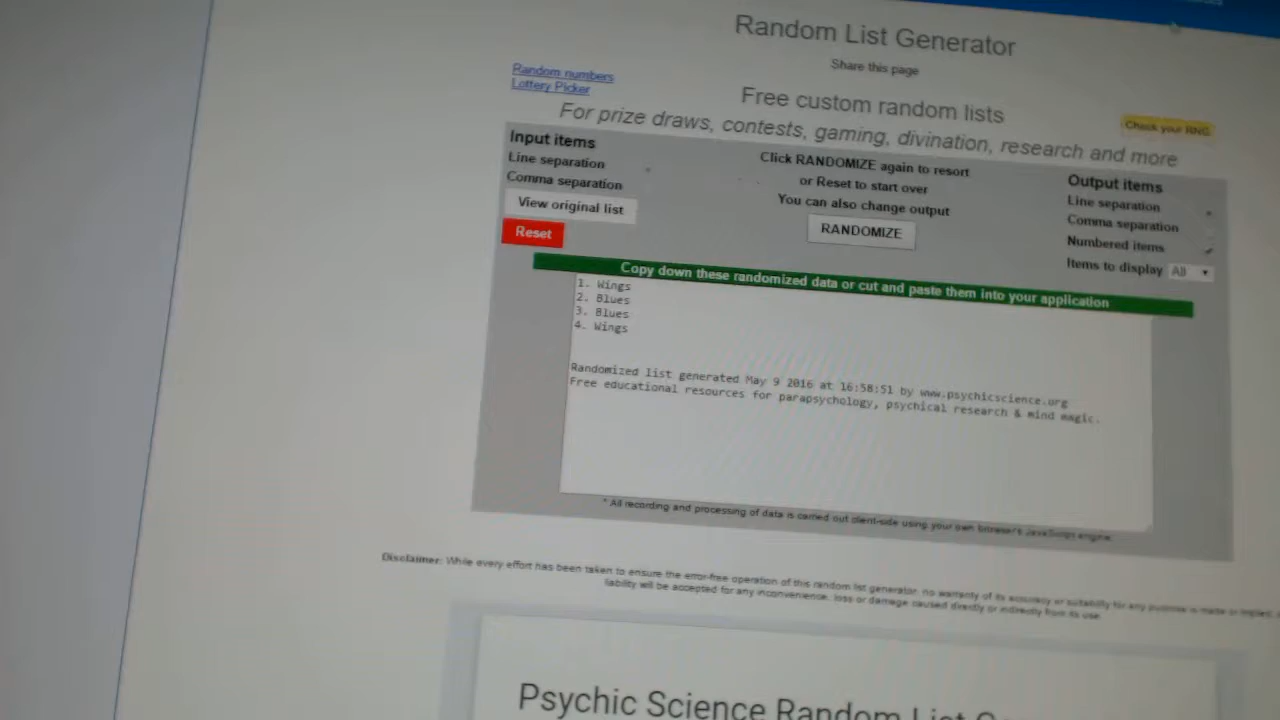 Random List Generator
Share this page
Random numbers
Lottery Picker
Free custom random lists
For prize draws, contests, gaming, divination, research and more
Check your RNG
Input items
Line separation
Comma separation
View original list
Reset
Click RANDOMIZE again to resort
or Reset to start over
You can also change output
RANDOMIZE
Output items
Line separation
Comma separation
Numbered items
Items to display All
Copy down these randomized data or cut and paste them into your application
1. Wings
2. Blues
3. Blues
4. Wings
Randomized list generated May 9 2016 at 16:58:51 by www.psychicscience.org
Free educational resources for parapsychology, psychical research & mind magic.
* All recording and processing of data is carried out client-side using your own browser's JavaScript engine
Disclaimer: While every effort has been taken to ensure the error-free operation of this random list generator, no warranty of its accuracy or suitability for any purpose is made or implied
liability will be accepted for any inconvenience, loss or damage caused directly or indirectly from its use
Psychic Science Random List